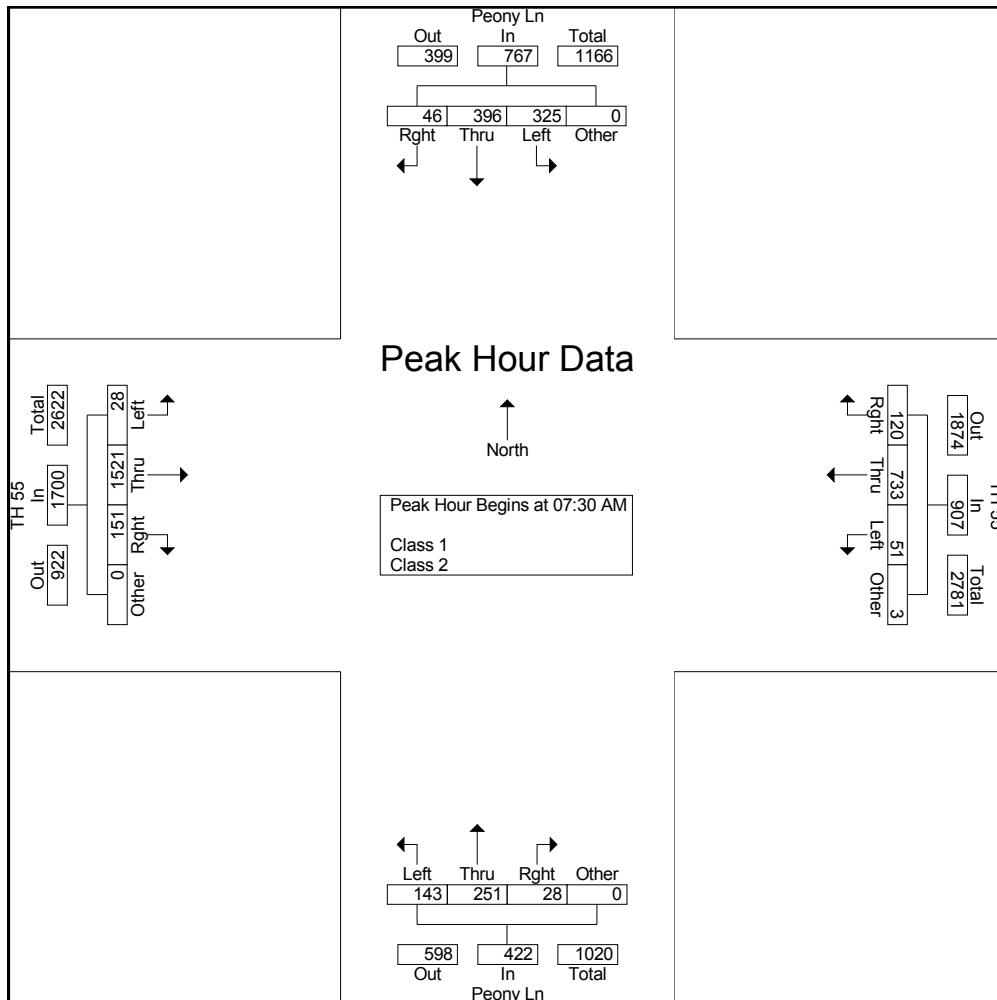 Peony Ln
Out In Total
399 767 1166
46 396 325 0
Rght Thru Left Other
Peak Hour Data
North
Peak Hour Begins at 07:30 AM
Class 1
Class 2
TH 55
Out In Total
922 1700 2622
Left Thru Rght Other
28 1521 151 0
Out In Total
1874 907 2781
Rght Thru Left Other
120 733 51 3
Left Thru Rght Other
143 251 28 0
598 422 1020
Out In Total
Peony Ln